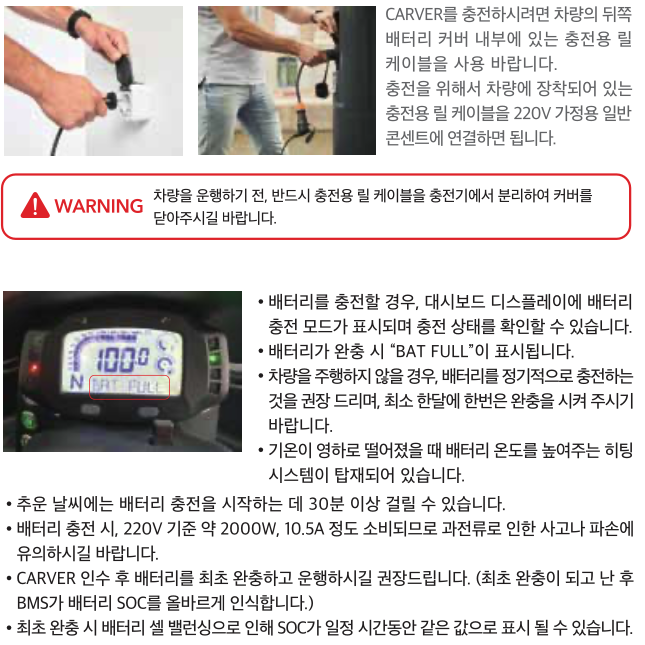 CARVER를 충전하시려면 차량의 뒤쪽
배터리 커버 내부에 있는 충전용 릴
케이블을 사용 바랍니다.
충전을 위해서 차량에 장착되어 있는
충전용 릴 케이블을 220V 가정용 일반
콘센트에 연결하면 됩니다.
WARNING
차량을 운행하기 전, 반드시 충전용 릴 케이블을 충전기에서 분리하여 커버를
닫아주시길 바랍니다.
100%
N BAT FULL
• 배터리를 충전할 경우, 대시보드 디스플레이에 배터리
충전 모드가 표시되며 충전 상태를 확인할 수 있습니다.
• 배터리가 완충 시 “BAT FULL”이 표시됩니다.
• 차량을 주행하지 않을 경우, 배터리를 정기적으로 충전하는
것을 권장 드리며, 최소 한달에 한번은 완충을 시켜 주시기
바랍니다.
• 기온이 영하로 떨어졌을 때 배터리 온도를 높여주는 히팅
시스템이 탑재되어 있습니다.
• 추운 날씨에는 배터리 충전을 시작하는 데 30분 이상 걸릴 수 있습니다.
• 배터리 충전 시, 220V 기준 약 2000W, 10.5A 정도 소비되므로 과전류로 인한 사고나 파손에
유의하시길 바랍니다.
• CARVER 인수 후 배터리를 최초 완충하고 운행하시길 권장드립니다. (최초 완충이 되고 난 후
BMS가 배터리 SOC를 올바르게 인식합니다.)
• 최초 완충 시 배터리 셀 밸런싱으로 인해 SOC가 일정 시간동안 같은 값으로 표시 될 수 있습니다.